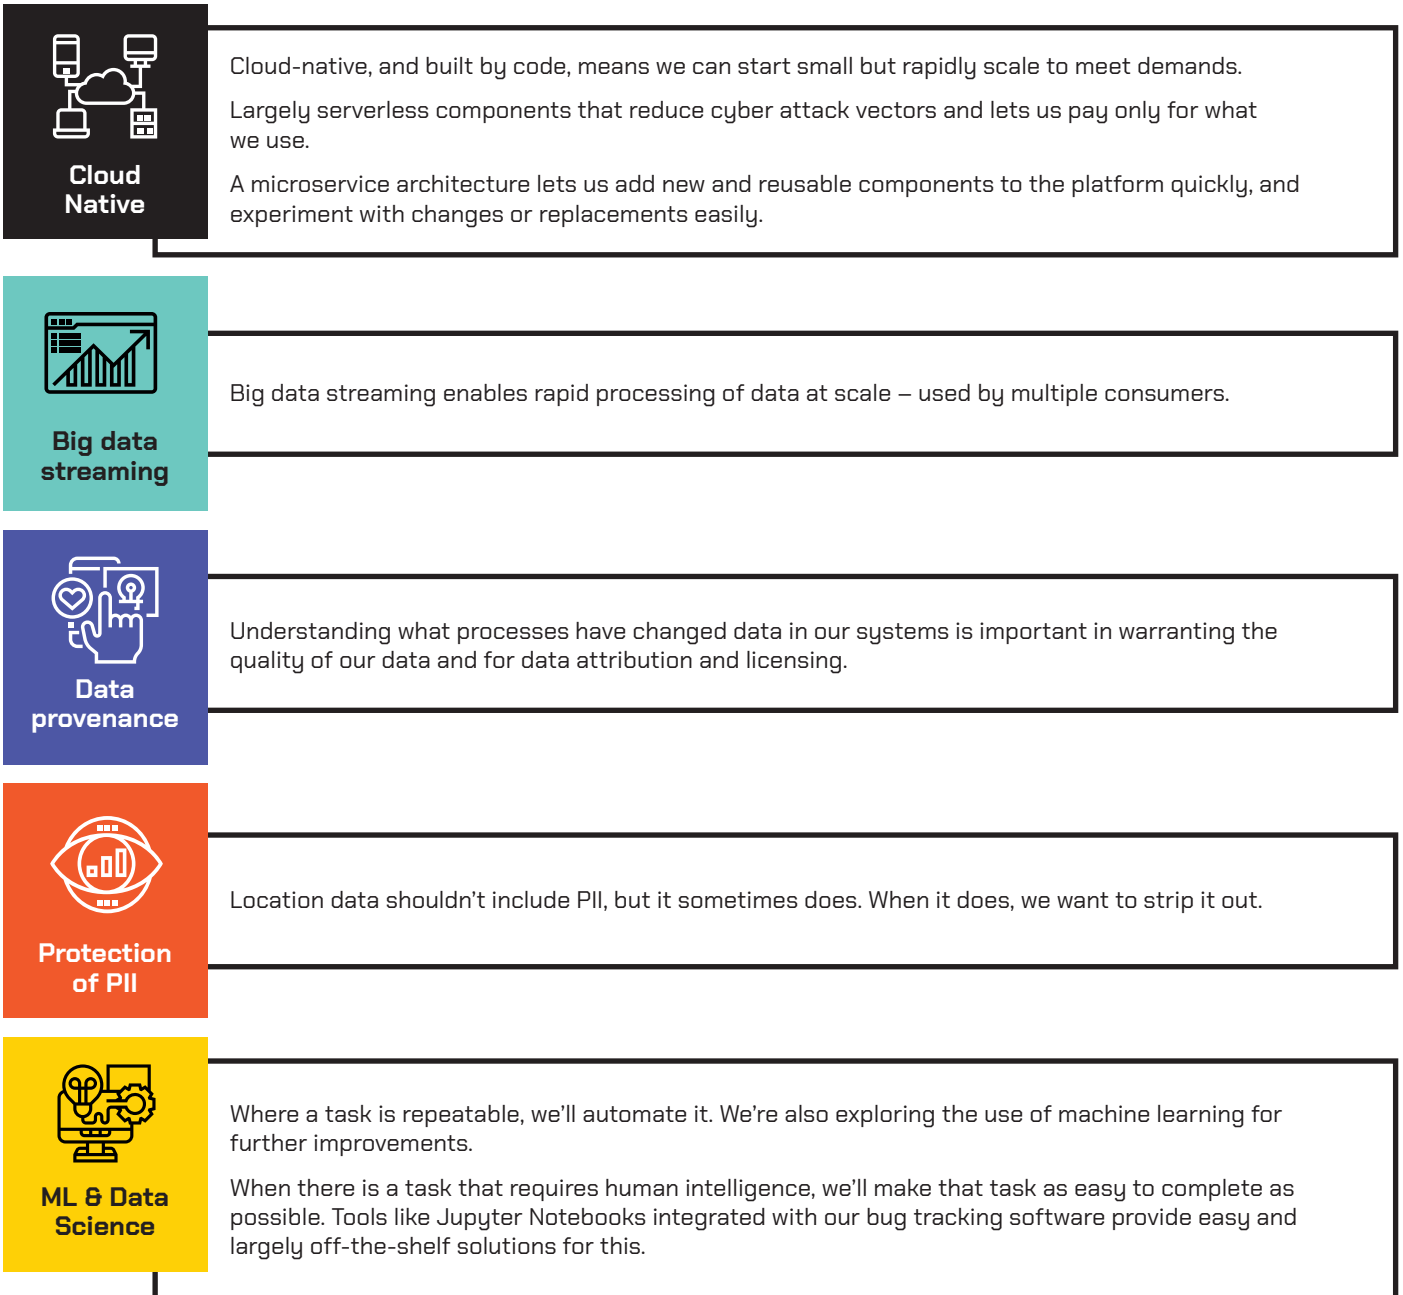 Cloud
Native
Cloud-native, and built by code, means we can start small but rapidly scale to meet demands.
Largely serverless components that reduce cyber attack vectors and lets us pay only for what
we use.
A microservice architecture lets us add new and reusable components to the platform quickly, and
experiment with changes or replacements easily.
Big data
streaming
Big data streaming enables rapid processing of data at scale – used by multiple consumers.
Data
provenance
Understanding what processes have changed data in our systems is important in warranting the
quality of our data and for data attribution and licensing.
Protection
of PII
Location data shouldn’t include PII, but it sometimes does. When it does, we want to strip it out.
ML & Data
Science
Where a task is repeatable, we’ll automate it. We’re also exploring the use of machine learning for
further improvements.
When there is a task that requires human intelligence, we’ll make that task as easy to complete as
possible. Tools like Jupyter Notebooks integrated with our bug tracking software provide easy and
largely off-the-shelf solutions for this.